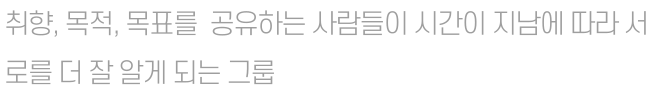 취향, 목적, 목표를 공유하는 사람들이 시간이 지남에 따라 서
로를 더 잘 알게 되는 그룹